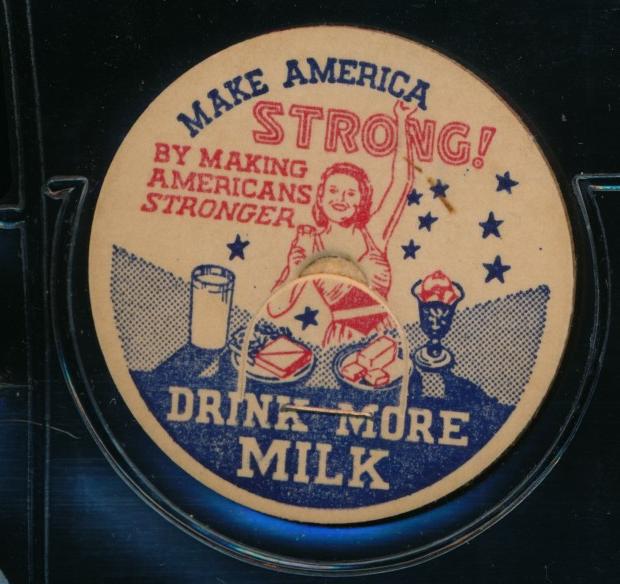 MAKE AMERICA
STRONG!
BY MAKING
AMERICANS
STRONGER
DRINK MORE
MILK